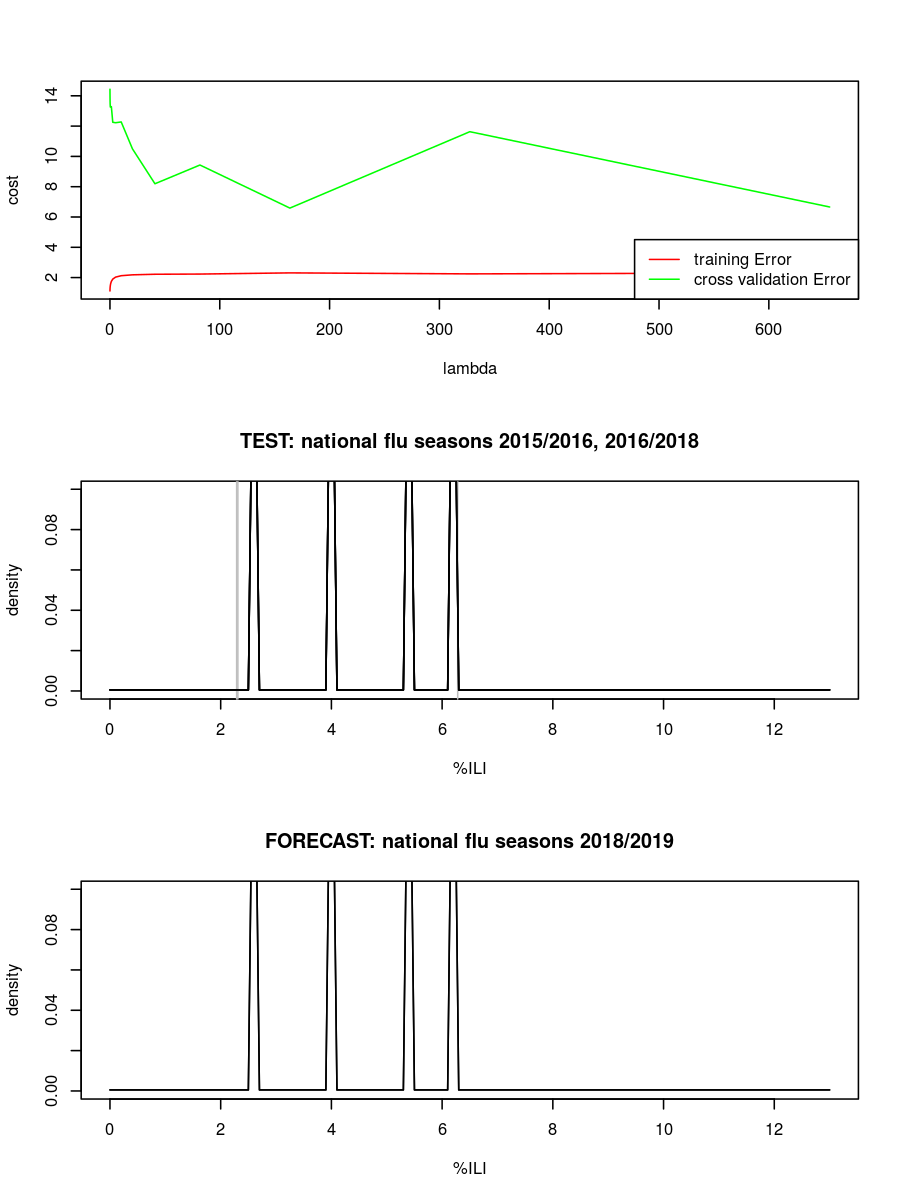 cost
14
10
8
6
4
2
training Error
cross validation Error
0 100 200 300 400 500 600
lambda
TEST: national flu seasons 2015/2016, 2016/2018
density
0.08
0.04
0.00
0 2 4 6 8 10 12
%ILI
FORECAST: national flu seasons 2018/2019
density
0.08
0.04
0.00
0 2 4 6 8 10 12
%ILI